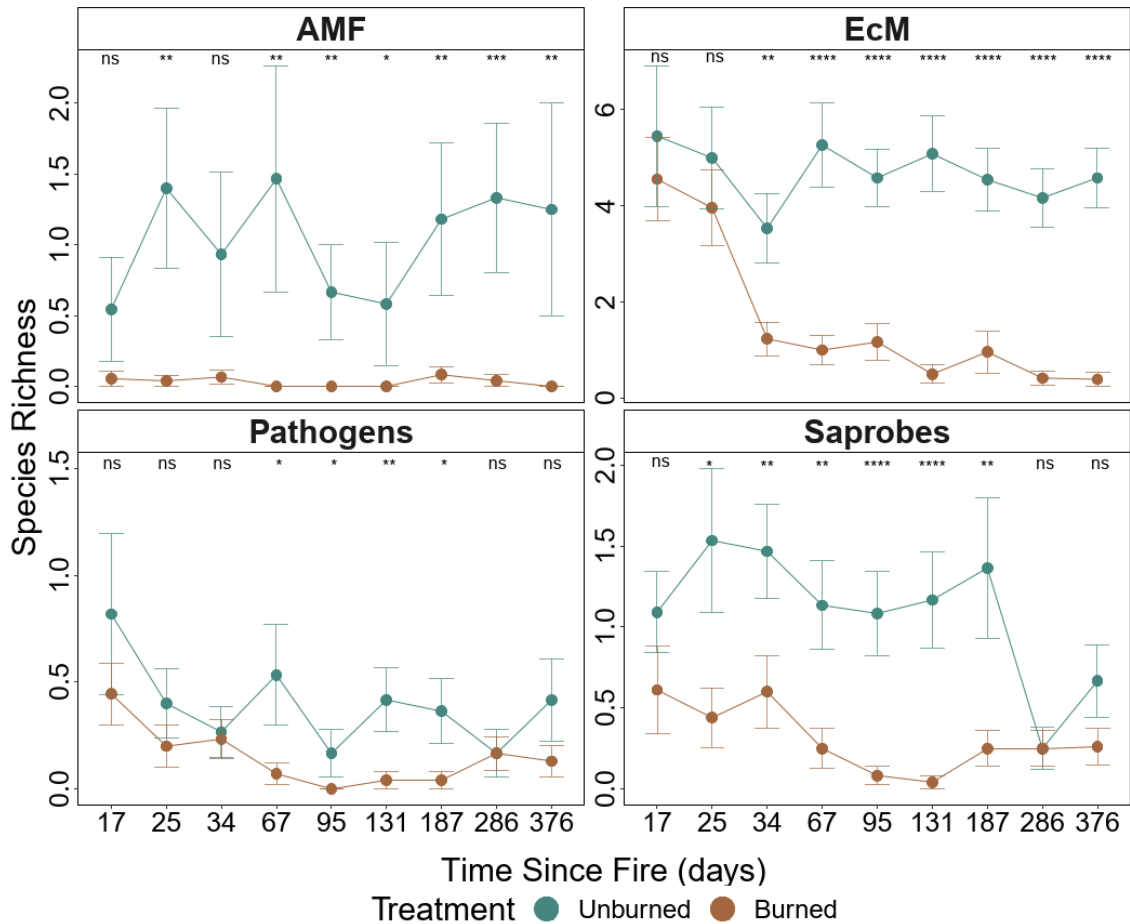 AMF
EcM
ns ** ns ** ** * ** *** **
ns ns ** **** **** **** **** **** ****
2.0
1.5
1.0
0.5
0.0
6
4
2
0
Species Richness
Pathogens
Saprobes
ns ns ns * * ** * ns ns
ns * ** ** **** **** ** ns ns
1.5
1.0
0.5
0.0
2.0
1.5
1.0
0.5
0.0
17 25 34 67 95 131 187 286 376
17 25 34 67 95 131 187 286 376
Time Since Fire (days)
Treatment Unburned Burned